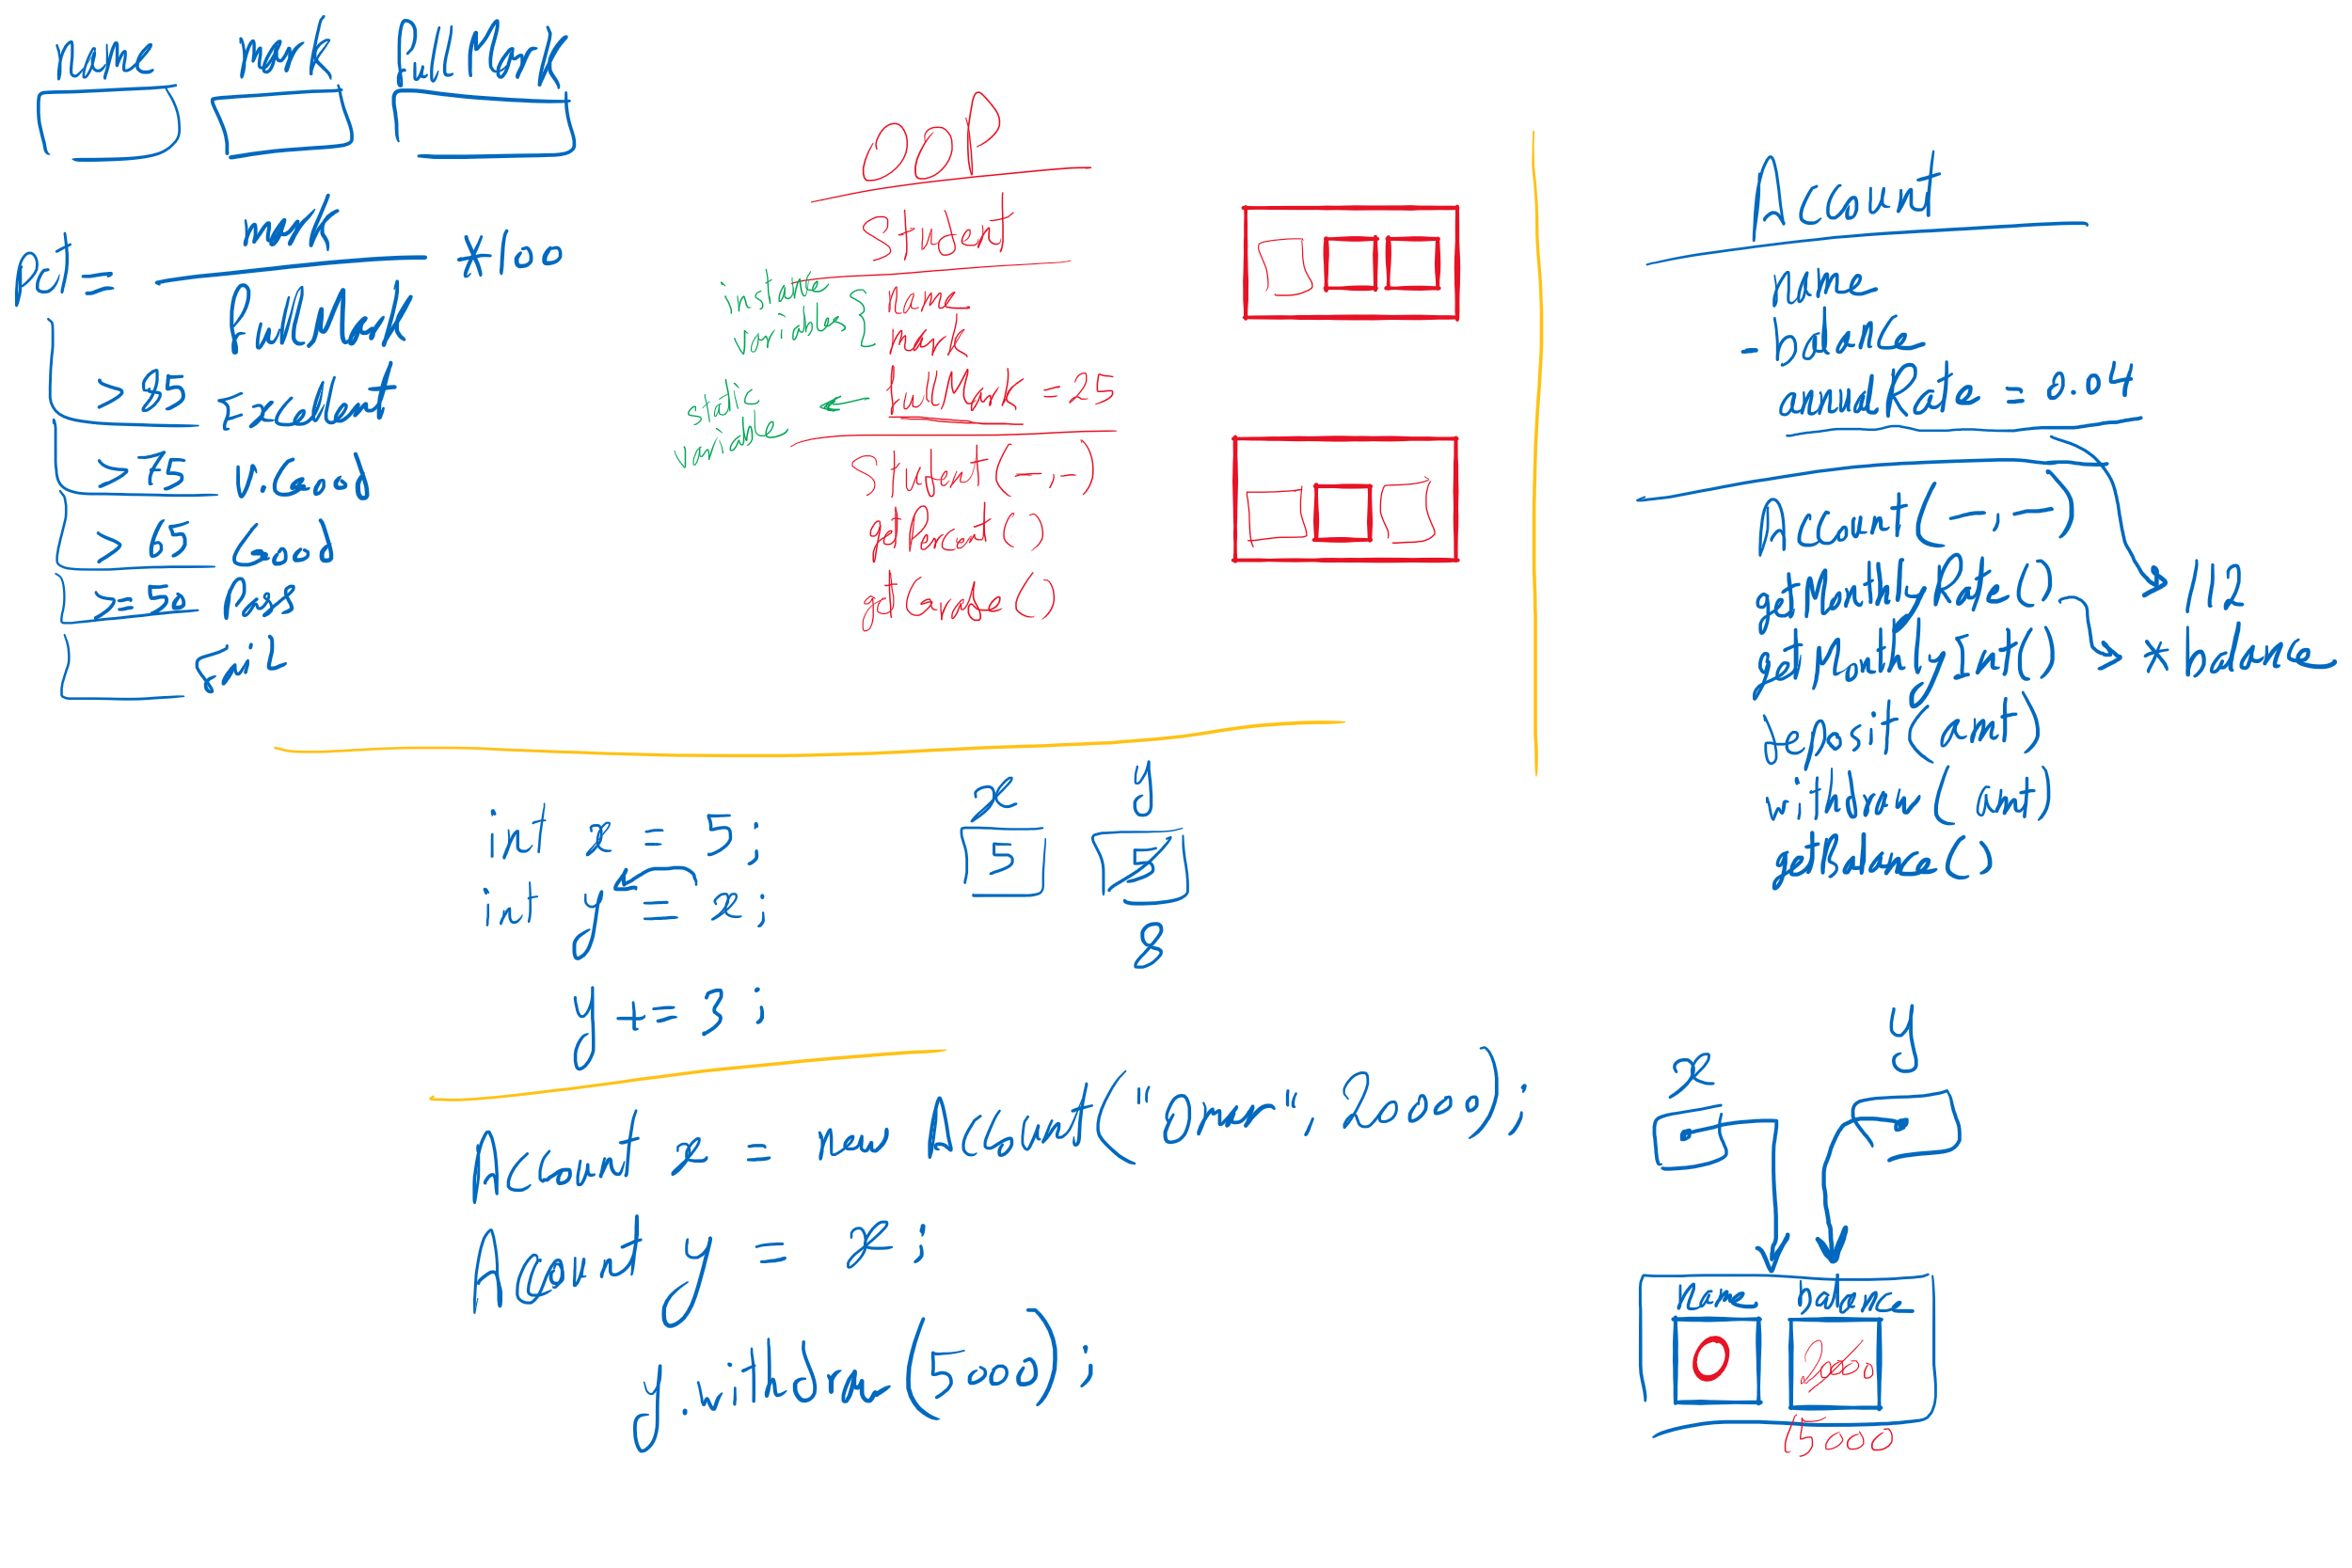 name mark fullMark
pct = mark / fullMark * 100
> 85 Excellent
> 75 V.Good
> 65 Good
>= 50 Pass
Fail
OOP
Student
instance
variables
name
mark
fullMark = 25
static
variable
Student(—,—)
getPercent()
getGrade()
Account
name
- balance
annualRate = 0.04
Account(—,—)
getMonthlyRate() > /12
getMonthlyInt() > * balance
deposit(amt)
withdraw(amt)
getBalance()
int x = 5;
int y = x;
y += 3;
x y
5 5
8
Account x = new Account("Omar", 20000);
Account y = x;
y.withdraw(5000);
x y
name balance
O 20000
15000